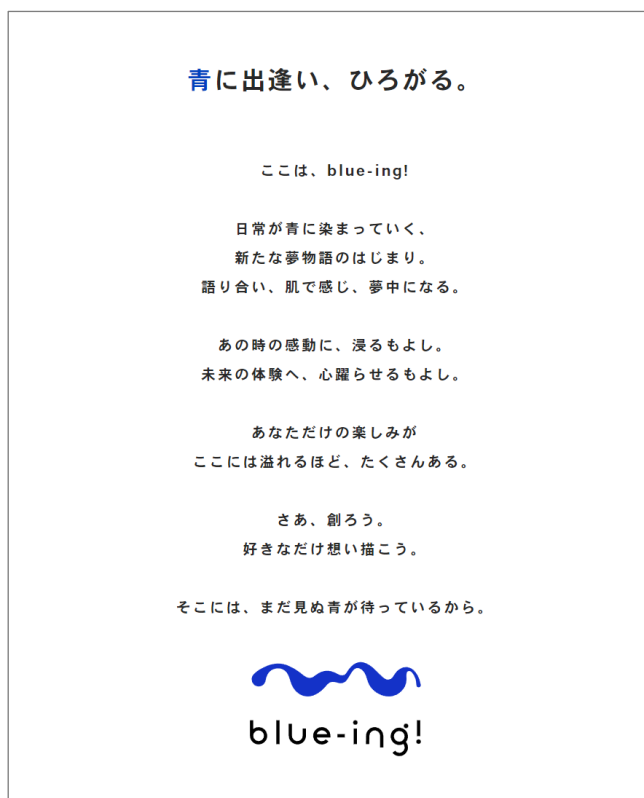 青に出逢い、ひろがる。
ここは、blue-ing!
日常が青に染まっていく、
新たな夢物語のはじまり。
語り合い、肌で感じ、夢中になる。
あの時の感動に、浸るもよし。
未来の体験へ、心躍らせるもよし。
あなただけの楽しみが
ここには溢れるほど、たくさんある。
さあ、創ろう。
好きなだけ想い描こう。
そこには、まだ見ぬ青が待っているから。
blue-ing!